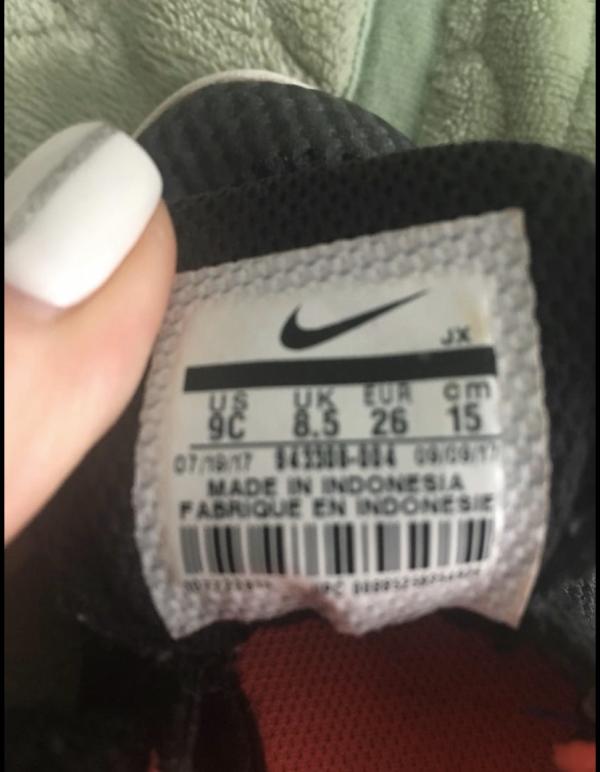 JX
US UK EUR cm
9C 8.5 26 15
07/19/17 09/09/17
MADE IN INDONESIA
FABRIQUE EN INDONESIE